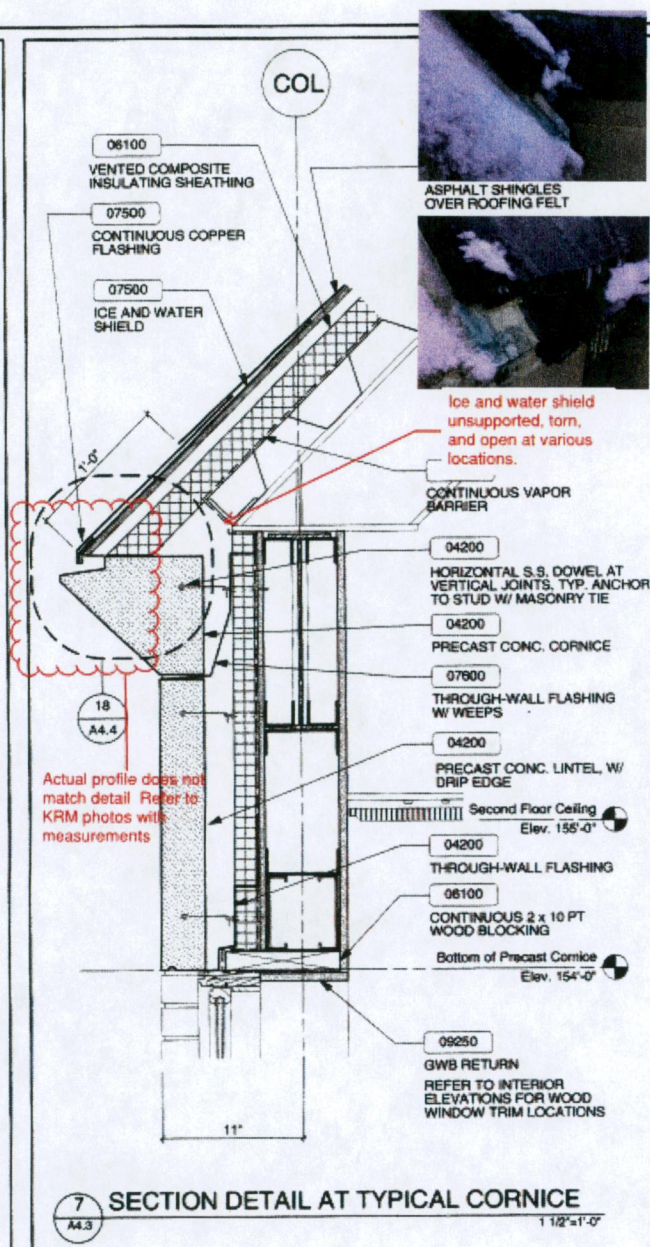 COL
06100
VENTED COMPOSITE
INSULATING SHEATHING
07500
CONTINUOUS COPPER
FLASHING
07500
ICE AND WATER
SHIELD
ASPHALT SHINGLES
OVER ROOFING FELT
Ice and water shield
unsupported, torn,
and open at various
locations.
1'-0"
CONTINUOUS VAPOR
BARRIER
04200
HORIZONTAL S.S. DOWEL AT
VERTICAL JOINTS, TYP. ANCHOR
TO STUD W/ MASONRY TIE
04200
PRECAST CONC. CORNICE
07600
THROUGH-WALL FLASHING
W/ WEEPS
18
A4.4
Actual profile does not
match detail Refer to
KRM photos with
measurements
04200
PRECAST CONC. LINTEL, W/
DRIP EDGE
Second Floor Ceiling
Elev. 155'-0"
04200
THROUGH-WALL FLASHING
06100
CONTINUOUS 2 x 10 PT
WOOD BLOCKING
Bottom of Precast Cornice
Elev. 154'-0"
09250
GWB RETURN
REFER TO INTERIOR
ELEVATIONS FOR WOOD
WINDOW TRIM LOCATIONS
11"
7
A4.3
SECTION DETAIL AT TYPICAL CORNICE
1 1/2"=1'-0"